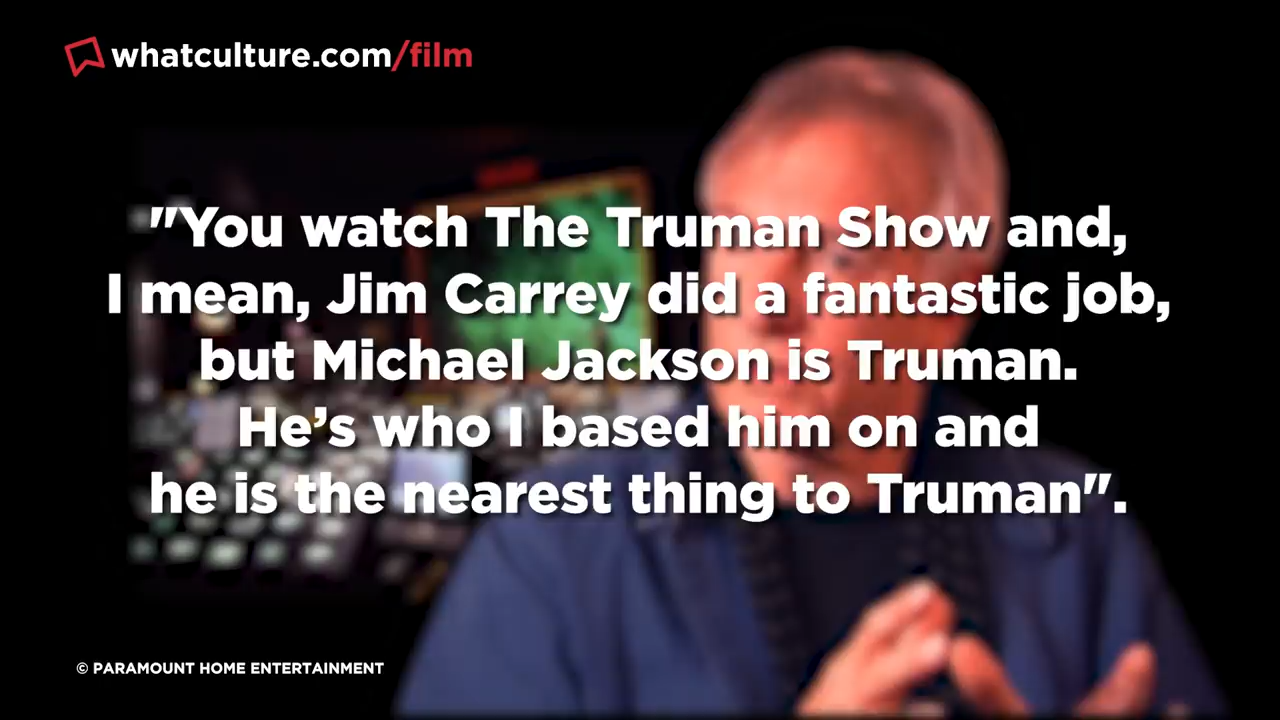 whatculture.com/film
"You watch The Truman Show and,
I mean, Jim Carrey did a fantastic job,
but Michael Jackson is Truman.
He’s who I based him on and
he is the nearest thing to Truman".
© PARAMOUNT HOME ENTERTAINMENT